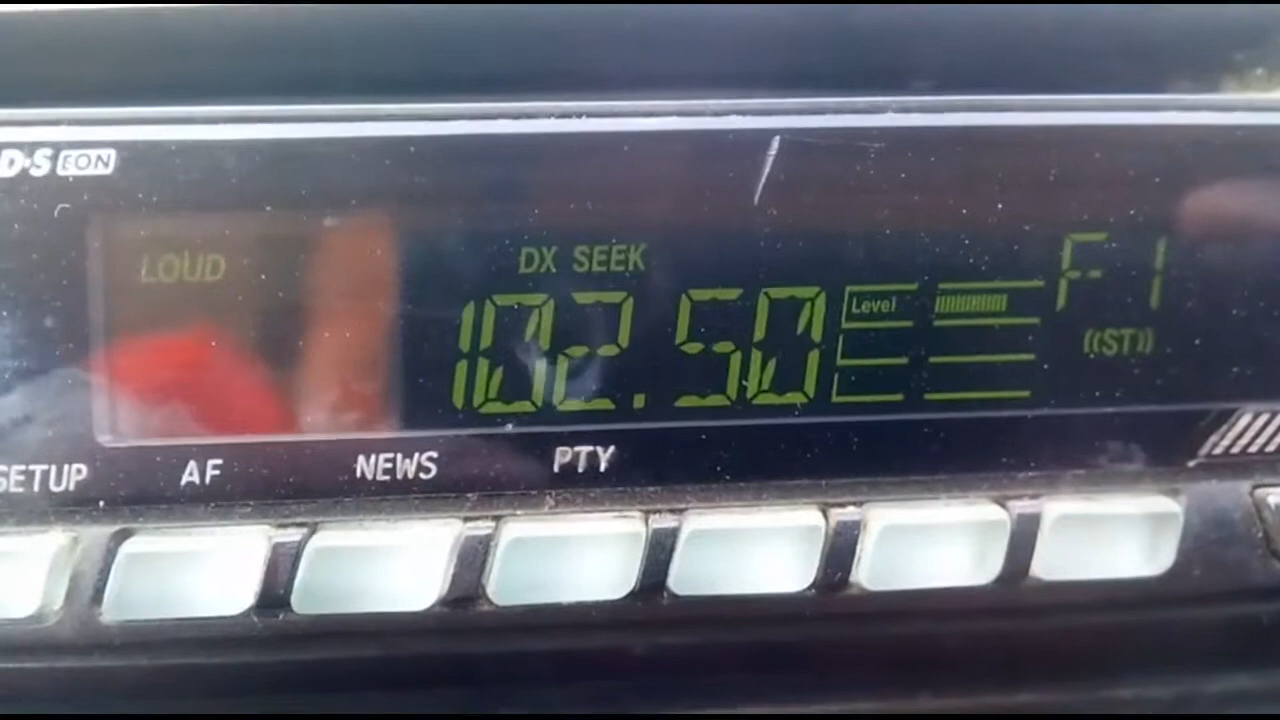 D·S EON
LOUD
DX SEEK
F1
102.50
Level
((ST))
SETUP AF NEWS PTY